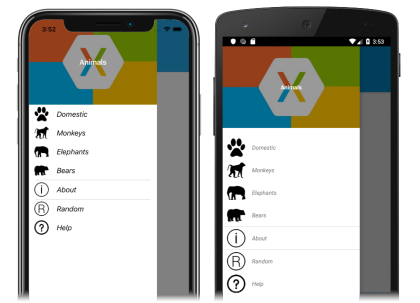 3:52
X
Animals
Domestic
Monkeys
Elephants
Bears
i About
R Random
? Help
3:53
X
Animals
Domestic
Monkeys
Elephants
Bears
i About
R Random
? Help